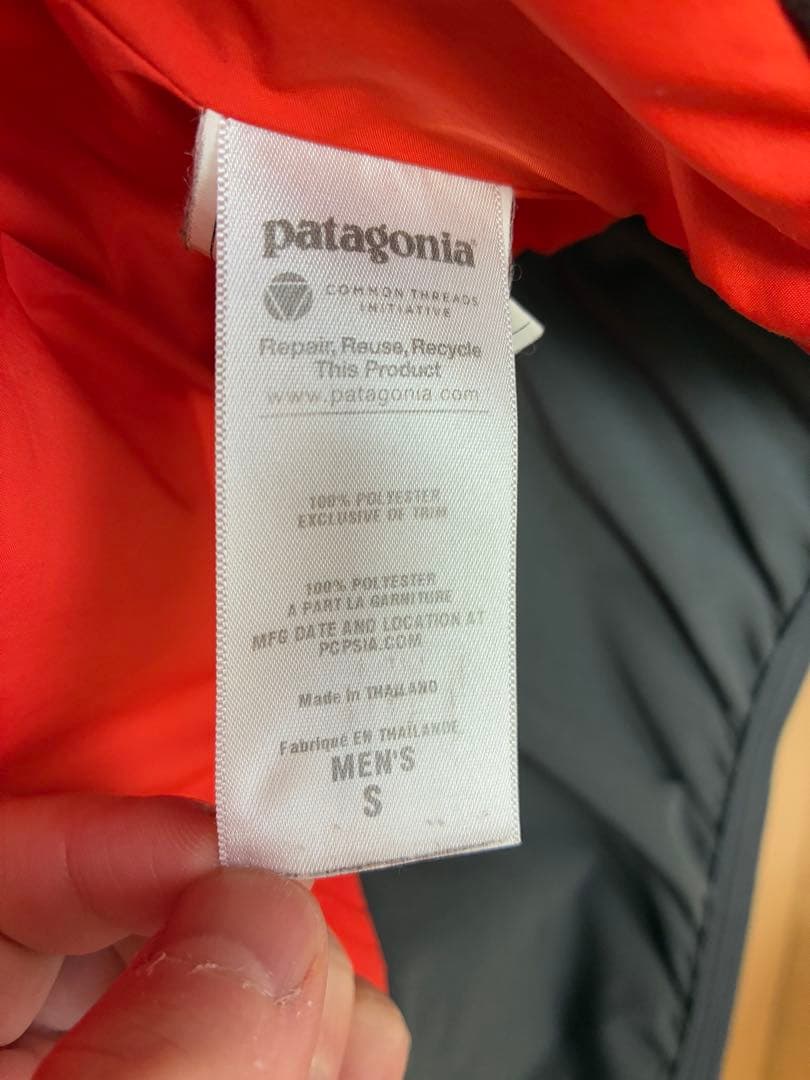 patagonia
COMMON THREADS
INITIATIVE
Repair, Reuse, Recycle
This Product
www.patagonia.com
100% POLYESTER
EXCLUSIVE OF TRIM
100% POLYESTER
A PART LA GARNITURE
MFG DATE AND LOCATION AT
PCPSIA.COM
Made in THAILAND
Fabriqué EN THAÏLANDE
MEN'S
S